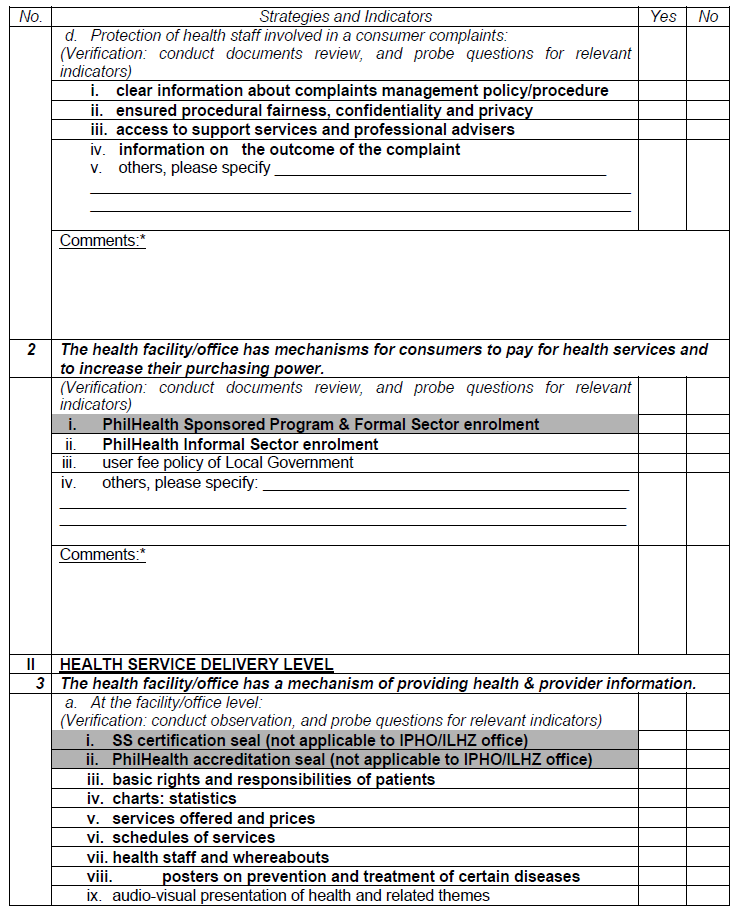 No. Strategies and Indicators Yes No
d. Protection of health staff involved in a consumer complaints:
(Verification: conduct documents review, and probe questions for relevant
indicators)
i. clear information about complaints management policy/procedure
ii. ensured procedural fairness, confidentiality and privacy
iii. access to support services and professional advisers
iv. information on the outcome of the complaint
v. others, please specify ________________________________________
__________________________________________________________________
__________________________________________________________________
Comments:*
2 The health facility/office has mechanisms for consumers to pay for health services and
to increase their purchasing power.
(Verification: conduct documents review, and probe questions for relevant
indicators)
i. PhilHealth Sponsored Program & Formal Sector enrolment
ii. PhilHealth Informal Sector enrolment
iii. user fee policy of Local Government
iv. others, please specify: ____________________________________________
__________________________________________________________________
__________________________________________________________________
Comments:*
II HEALTH SERVICE DELIVERY LEVEL
3 The health facility/office has a mechanism of providing health & provider information.
a. At the facility/office level:
(Verification: conduct observation, and probe questions for relevant indicators)
i. SS certification seal (not applicable to IPHO/ILHZ office)
ii. PhilHealth accreditation seal (not applicable to IPHO/ILHZ office)
iii. basic rights and responsibilities of patients
iv. charts: statistics
v. services offered and prices
vi. schedules of services
vii. health staff and whereabouts
viii. posters on prevention and treatment of certain diseases
ix. audio-visual presentation of health and related themes